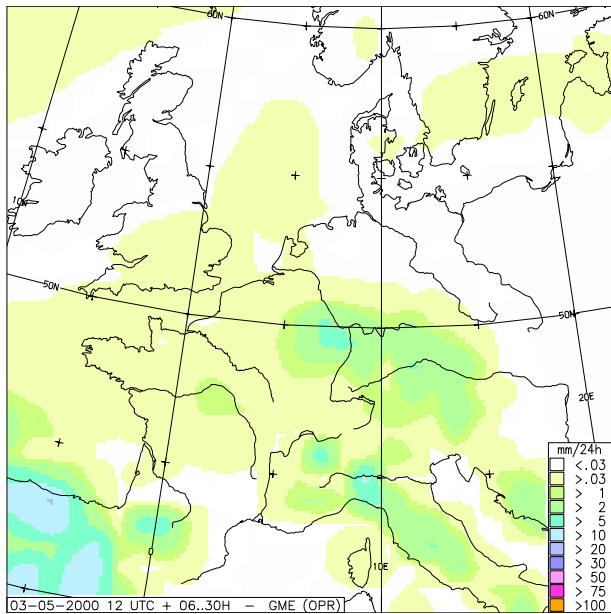 60N
60N
10W
50N
50N
20E
mm/24h
<.03
>.03
> 1
> 2
> 5
> 10
> 20
> 30
> 50
> 75
>100
0
10E
03-05-2000 12 UTC + 06..30H - GME (OPR)